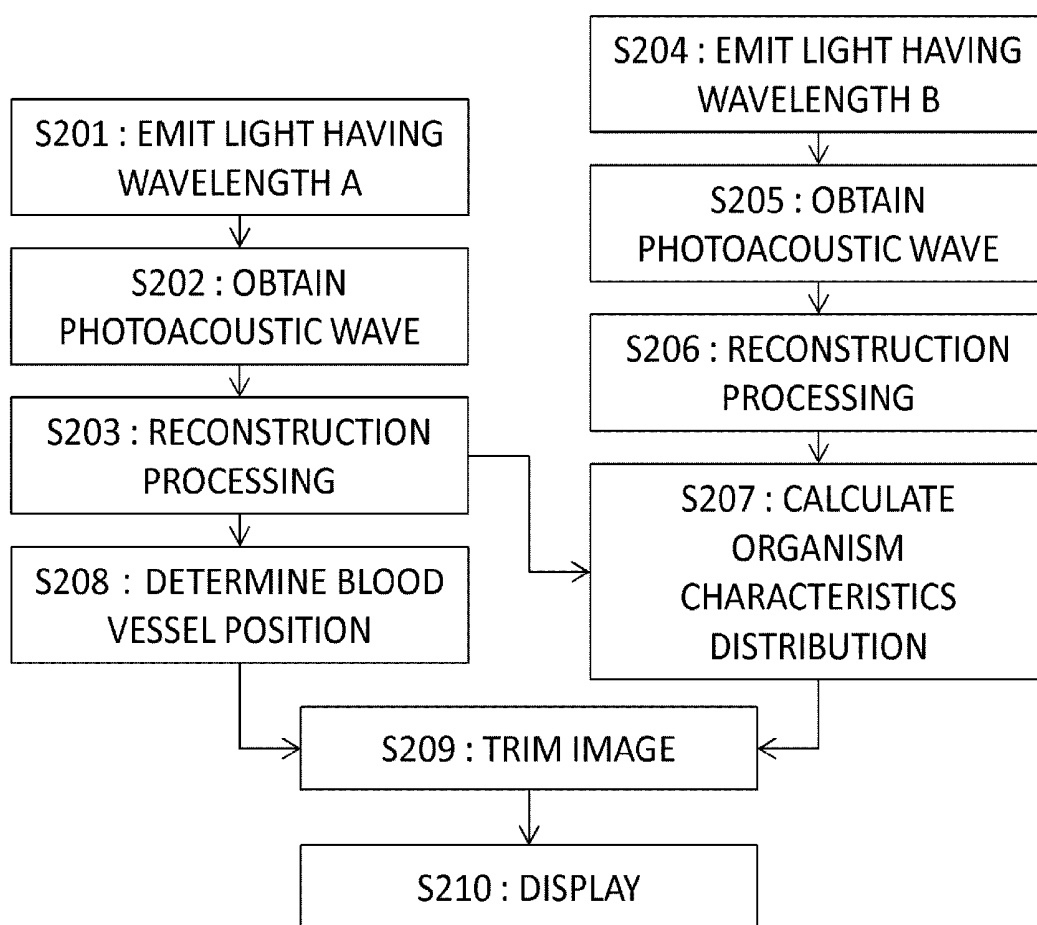 S201 : EMIT LIGHT HAVING
WAVELENGTH A
S202 : OBTAIN
PHOTOACOUSTIC WAVE
S203 : RECONSTRUCTION
PROCESSING
S208 : DETERMINE BLOOD
VESSEL POSITION
S204 : EMIT LIGHT HAVING
WAVELENGTH B
S205 : OBTAIN
PHOTOACOUSTIC WAVE
S206 : RECONSTRUCTION
PROCESSING
S207 : CALCULATE
ORGANISM
CHARACTERISTICS
DISTRIBUTION
S209 : TRIM IMAGE
S210 : DISPLAY